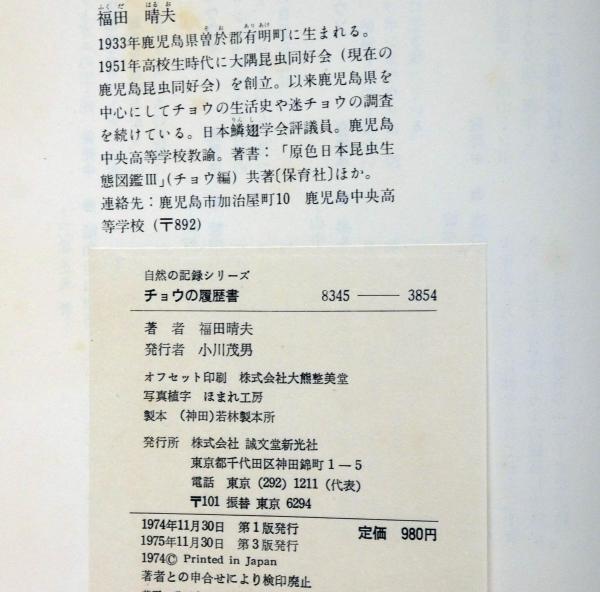 ふくだ はるお
福田 晴夫
そお ありあけ
1933年鹿児島県曽於郡有明町に生まれる。
1951年高校生時代に大隅昆虫同好会（現在の
鹿児島昆虫同好会）を創立。以来鹿児島県を
中心にしてチョウの生活史や迷チョウの調査
りんし
を続けている。日本鱗翅学会評議員。鹿児島
中央高等学校教諭。著書：「原色日本昆虫生
態図鑑Ⅲ」（チョウ編）共著〔保育社〕ほか。
連絡先：鹿児島市加治屋町10 鹿児島中央高
等学校（〒892）
自然の記録シリーズ
チョウの履歴書 8345 ―― 3854
著 者 福田晴夫
発行者 小川茂男
オフセット印刷 株式会社大熊整美堂
写真植字 ほまれ工房
製本 （神田）若林製本所
発行所 株式会社 誠文堂新光社
東京都千代田区神田錦町1－5
電話 東京（292）1211（代表）
〒101 振替 東京 6294
1974年11月30日 第1版発行 定価 980円
1975年11月30日 第3版発行
1974© Printed in Japan
著者との申合せにより検印廃止